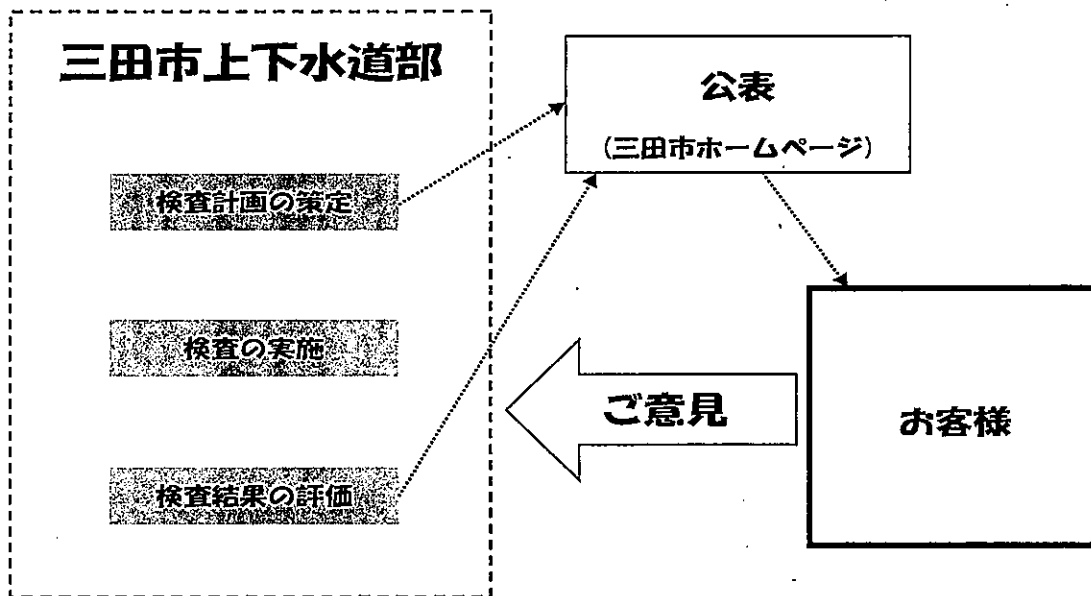 三田市上下水道部
公表
(三田市ホームページ)
検査計画の策定
検査の実施
ご意見
お客様
検査結果の評価